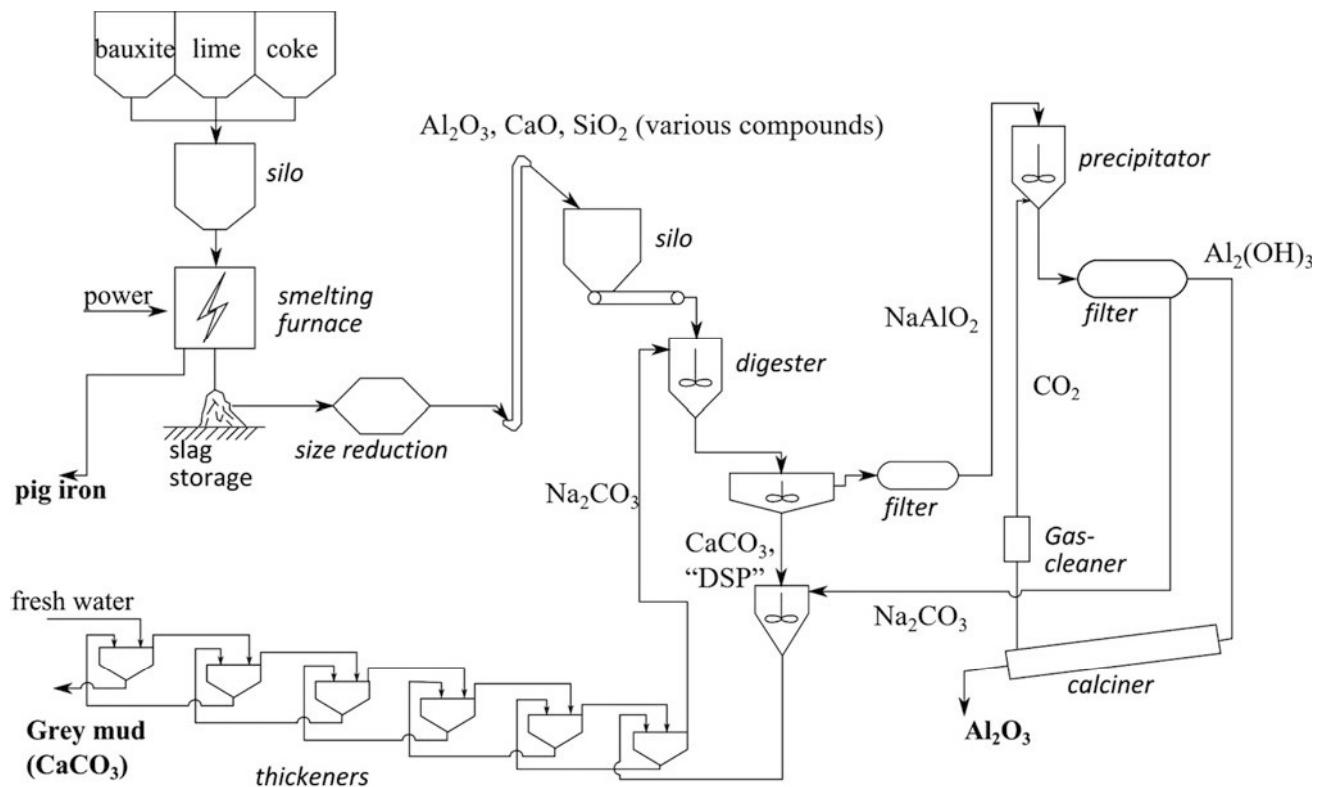 bauxite
lime
coke
silo
power
smelting
furnace
slag
storage
pig iron
size reduction
Al₂O₃, CaO, SiO₂ (various compounds)
silo
digester
Na₂CO₃
filter
CaCO₃,
“DSP”
NaAlO₂
precipitator
Al₂(OH)₃
filter
CO₂
Gas-
cleaner
Na₂CO₃
calciner
Al₂O₃
fresh water
Grey mud
(CaCO₃)
thickeners